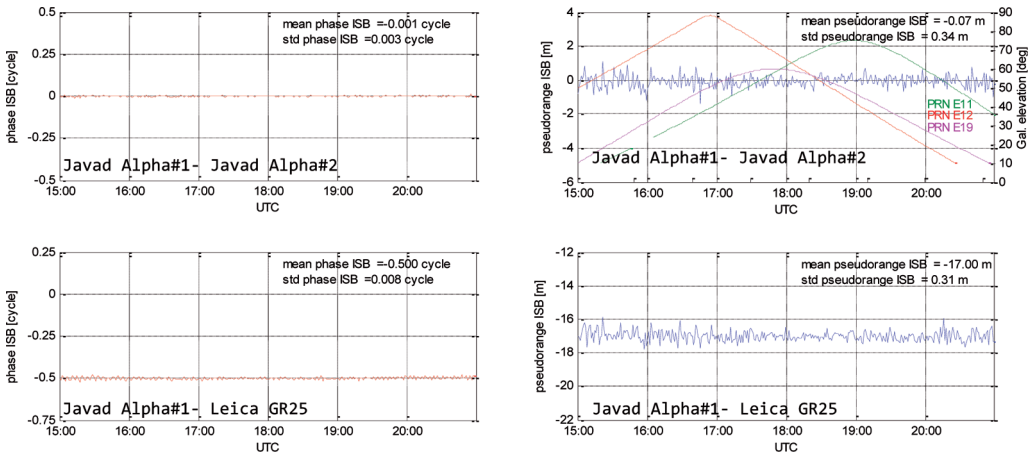 0.5
0.25
0
-0.25
-0.5
phase ISB [cycle]
mean phase ISB =-0.001 cycle
std phase ISB =0.003 cycle
Javad Alpha#1- Javad Alpha#2
15:00 16:00 17:00 18:00 19:00 20:00
UTC
4
2
0
-2
-4
-6
pseudorange ISB [m]
mean pseudorange ISB = -0.07 m
std pseudorange ISB = 0.34 m
PRN E11
PRN E12
PRN E19
Javad Alpha#1- Javad Alpha#2
90
80
70
60
50
40
30
20
10
0
Gal. elevation [deg]
15:00 16:00 17:00 18:00 19:00 20:00
UTC
0.25
0
-0.25
-0.5
-0.75
phase ISB [cycle]
mean phase ISB =-0.500 cycle
std phase ISB =0.008 cycle
Javad Alpha#1- Leica GR25
15:00 16:00 17:00 18:00 19:00 20:00
UTC
-12
-14
-16
-18
-20
-22
pseudorange ISB [m]
mean pseudorange ISB = -17.00 m
std pseudorange ISB = 0.31 m
Javad Alpha#1- Leica GR25
15:00 16:00 17:00 18:00 19:00 20:00
UTC